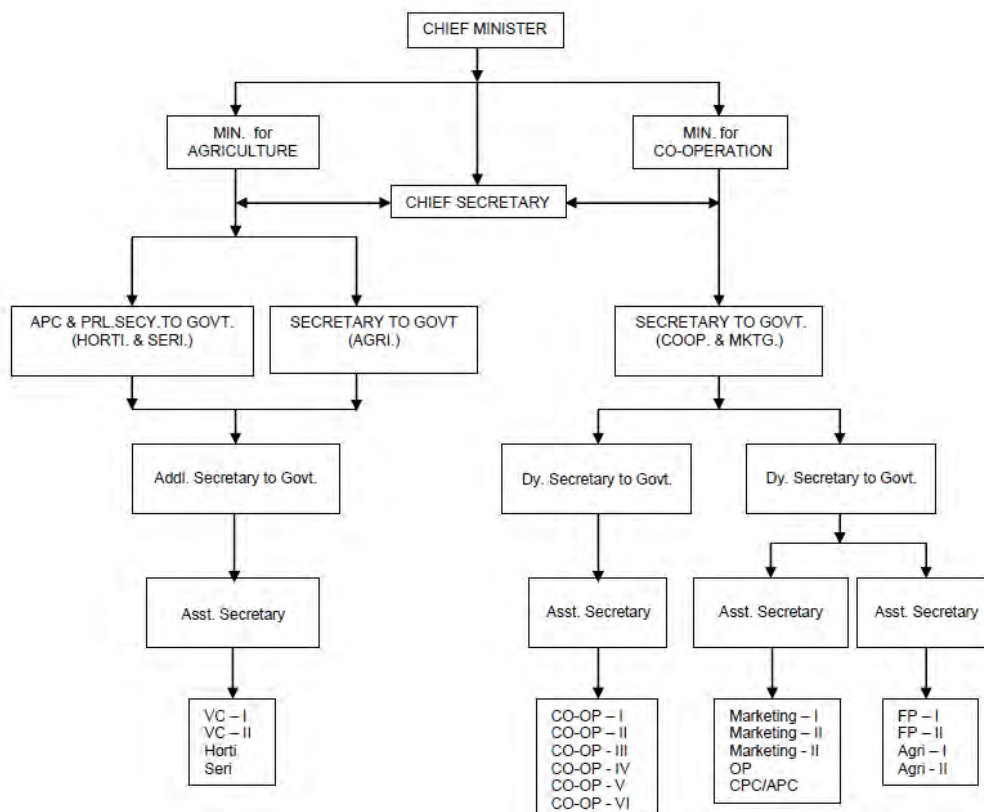 CHIEF MINISTER
MIN. for
AGRICULTURE
MIN. for
CO-OPERATION
CHIEF SECRETARY
APC & PRL.SECY.TO GOVT.
(HORTI. & SERI.)
SECRETARY TO GOVT
(AGRI.)
SECRETARY TO GOVT.
(COOP. & MKTG.)
Addl. Secretary to Govt.
Dy. Secretary to Govt.
Dy. Secretary to Govt.
Asst. Secretary
Asst. Secretary
Asst. Secretary
Asst. Secretary
VC – I
VC – II
Horti
Seri
CO-OP – I
CO-OP – II
CO-OP - III
CO-OP - IV
CO-OP - V
CO-OP - VI
Marketing – I
Marketing – II
Marketing - II
OP
CPC/APC
FP – I
FP – II
Agri – I
Agri - II